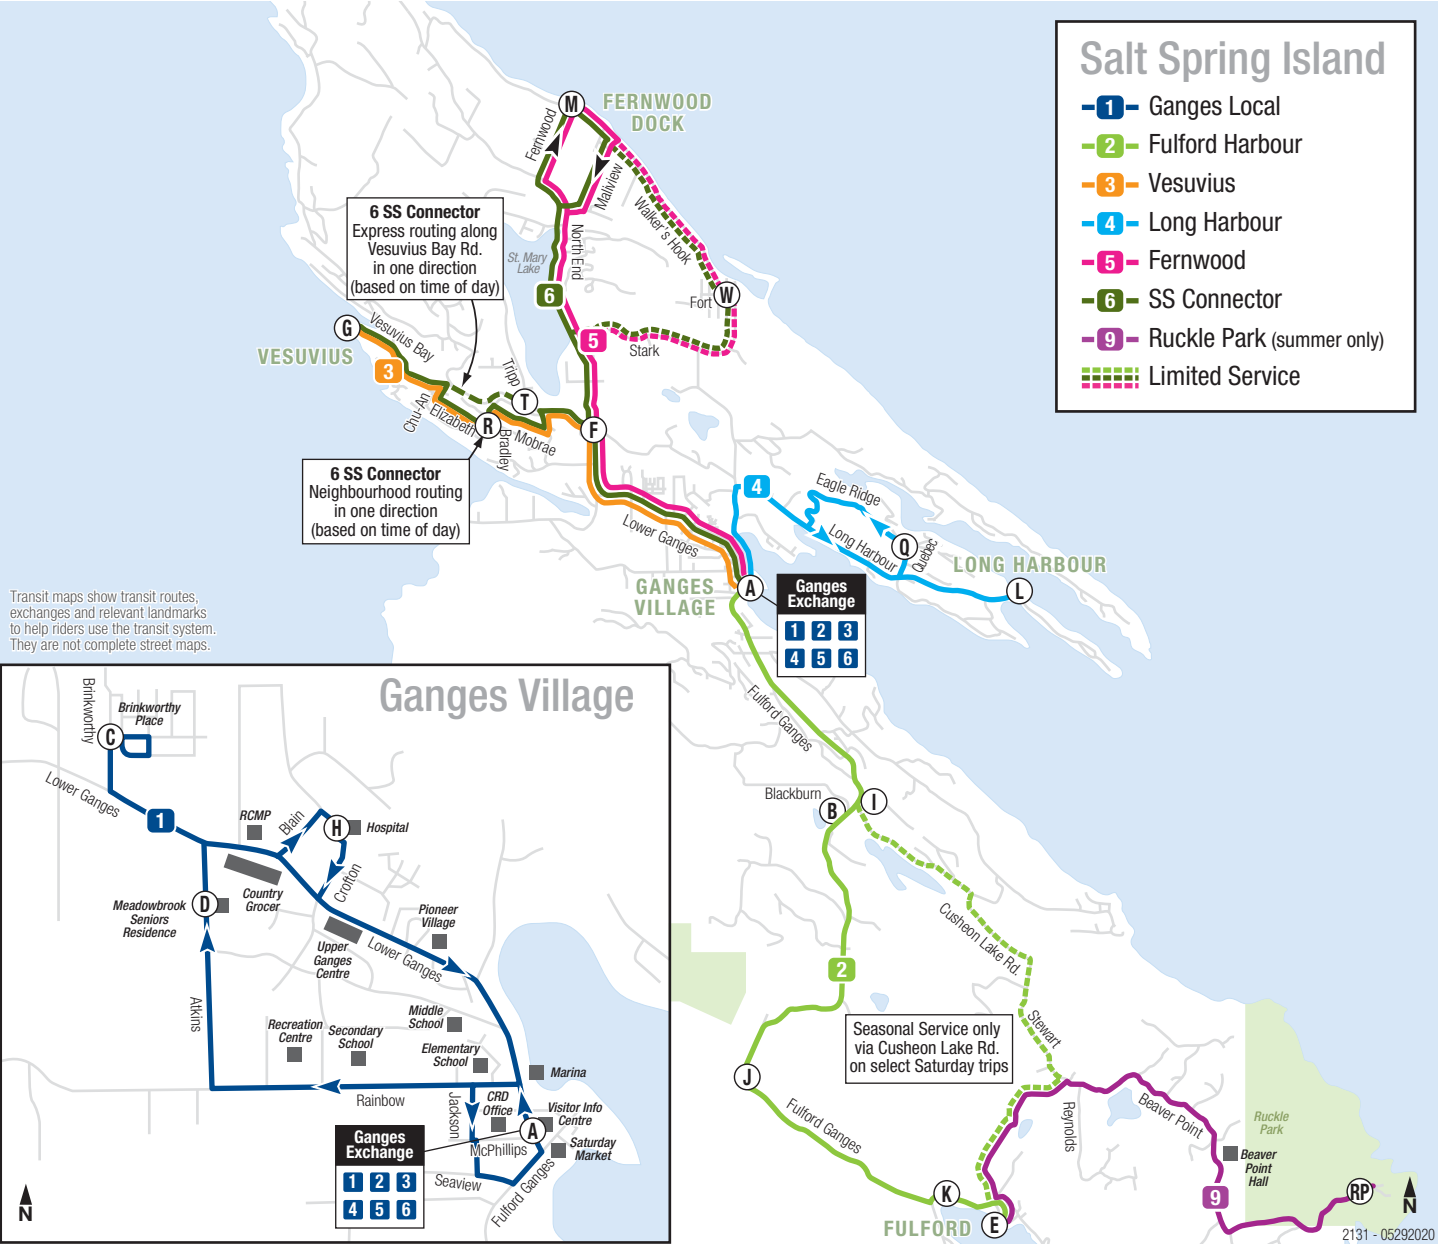 Salt Spring Island
1 Ganges Local
2 Fulford Harbour
3 Vesuvius
4 Long Harbour
5 Fernwood
6 SS Connector
9 Ruckle Park (summer only)
Limited Service
M
FERNWOOD
DOCK
Fernwood
Maliview
Walker's Hook
North End
St. Mary
Lake
6
5
Fort
W
Stark
6 SS Connector
Express routing along
Vesuvius Bay Rd.
in one direction
(based on time of day)
G
Vesuvius Bay
VESUVIUS
3
Tripp
T
Chu-An
Elizabeth
R
Bradley
Mobrae
F
6 SS Connector
Neighbourhood routing
in one direction
(based on time of day)
Lower Ganges
4
Eagle Ridge
Long Harbour
Q
Quebec
LONG HARBOUR
L
GANGES
VILLAGE
A
Ganges
Exchange
1 2 3
4 5 6
Transit maps show transit routes,
exchanges and relevant landmarks
to help riders use the transit system.
They are not complete street maps.
Fulford Ganges
Blackburn
B
I
Cusheon Lake Rd.
2
Stewart
Seasonal Service only
via Cusheon Lake Rd.
on select Saturday trips
J
Fulford Ganges
Reynolds
Beaver Point
Ruckle
Park
Beaver
Point
Hall
K
FULFORD
E
9
RP
N
2131 - 05292020
Ganges Village
Brinkworthy
Brinkworthy
Place
C
Lower Ganges
1
RCMP
Blain
H
Hospital
Crofton
Country
Grocer
D
Meadowbrook
Seniors
Residence
Upper
Ganges
Centre
Lower Ganges
Pioneer
Village
Atkins
Recreation
Centre
Secondary
School
Middle
School
Elementary
School
Marina
Rainbow
Jackson
CRD
Office
Visitor Info
Centre
A
McPhillips
Saturday
Market
Seaview
Fulford Ganges
Ganges
Exchange
1 2 3
4 5 6
N